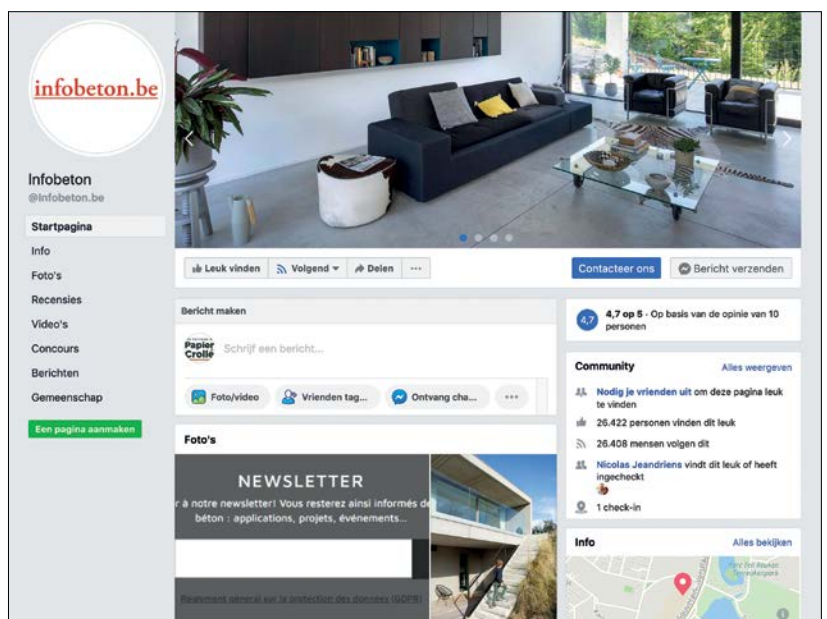 infobeton.be
Infobeton
@infobeton.be
Startpagina
Info
Foto's
Recensies
Video's
Concours
Berichten
Gemeenschap
Een pagina aanmaken
Leuk vinden
Volgend
Delen
Contacteer ons
Bericht verzenden
Bericht maken
Papier
Crollé
Schrijf een bericht...
Foto/video
Vrienden tag...
Ontvang cha...
Foto's
NEWSLETTER
r à notre newsletter! Vous resterez ainsi informés de
béton : applications, projets, événements...
Règlement général sur la protection des données (GDPR)
4,7
4,7 op 5 · Op basis van de opinie van 10
personen
Community
Alles weergeven
Nodig je vrienden uit om deze pagina leuk
te vinden
26.422 personen vinden dit leuk
26.408 mensen volgen dit
Nicolas Jeandriens vindt dit leuk of heeft
ingecheckt
1 check-in
Info
Alles bekijken